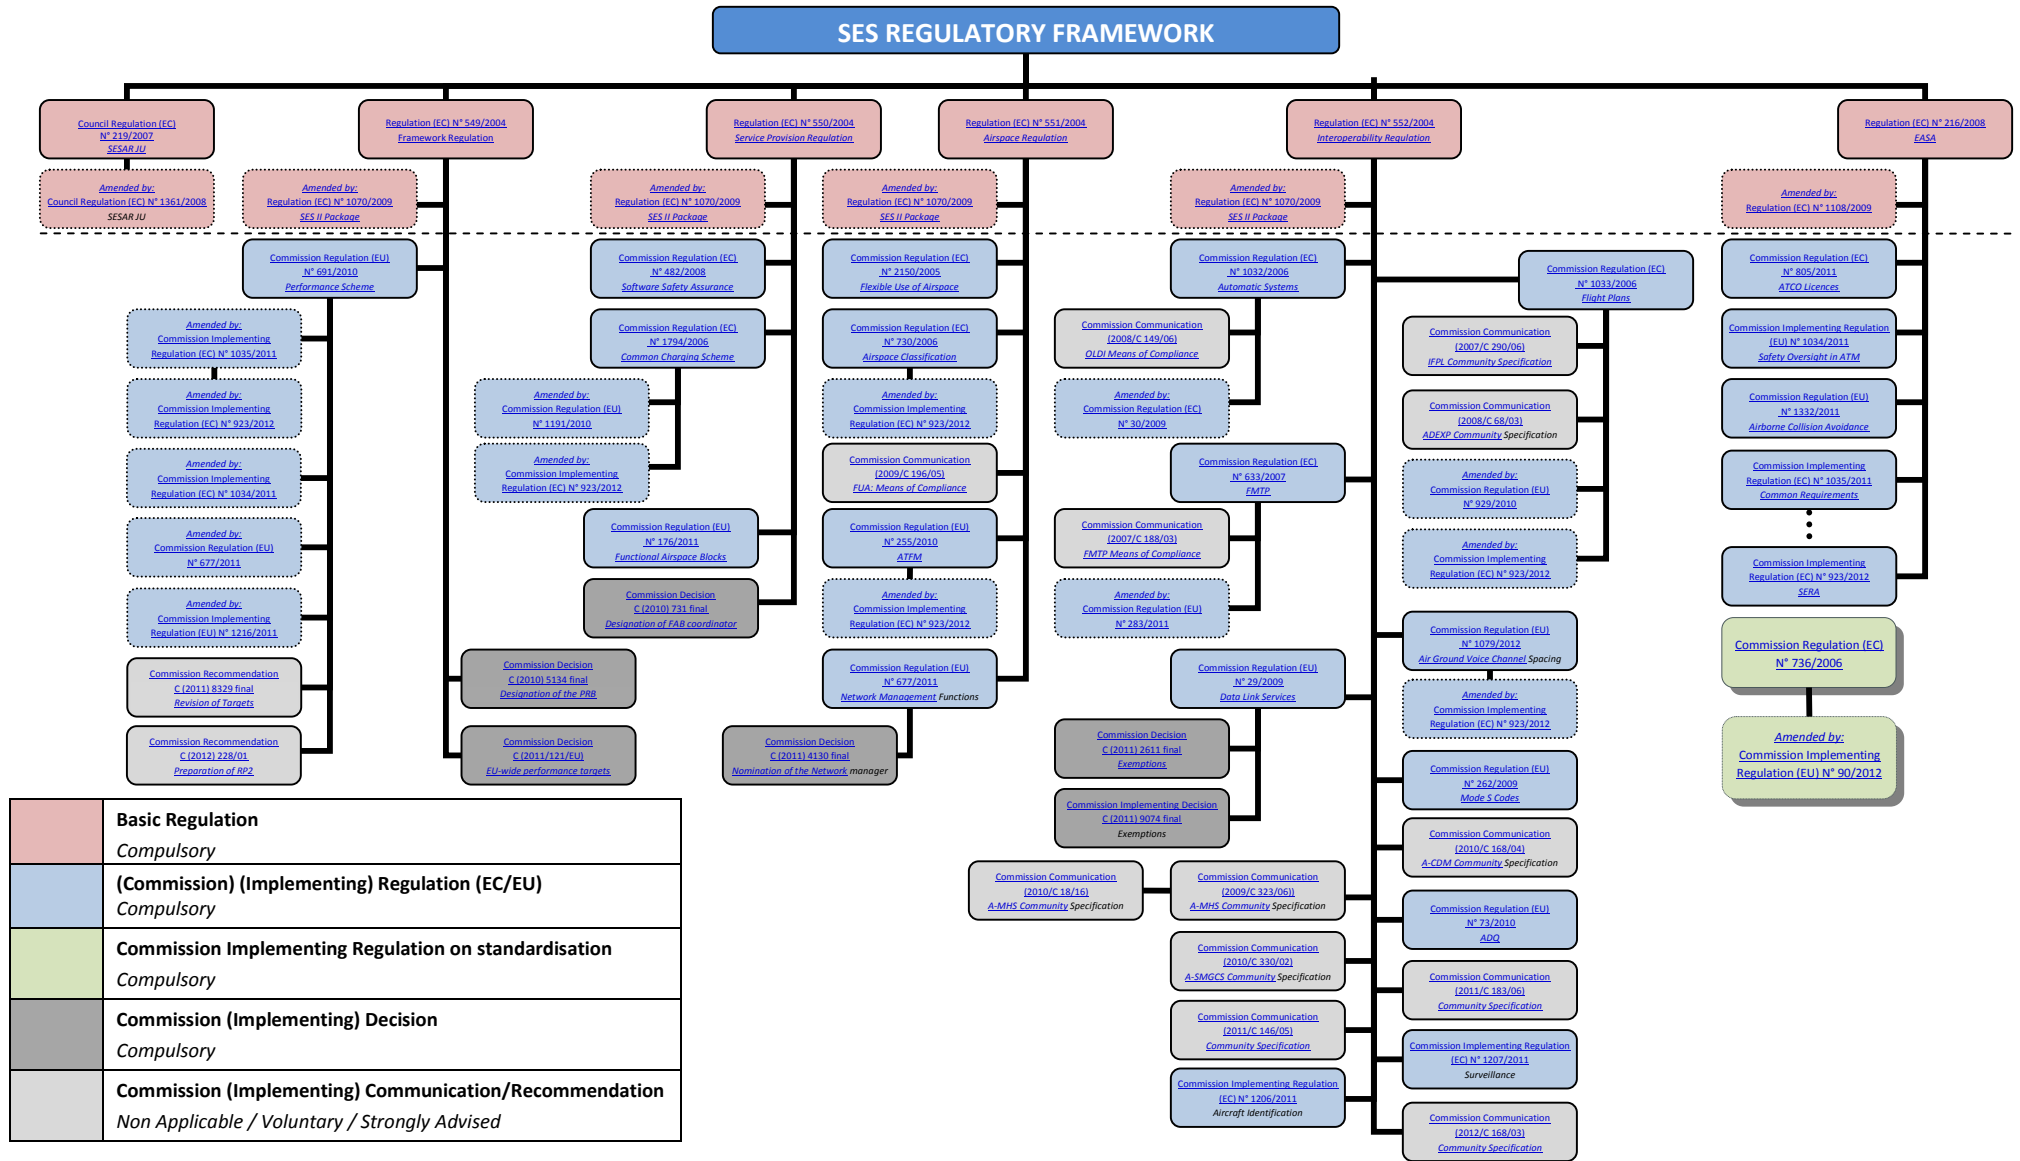 SES REGULATORY FRAMEWORK
Council Regulation (EC)
N° 219/2007
SESAR JU
Regulation (EC) N° 549/2004
Framework Regulation
Regulation (EC) N° 550/2004
Service Provision Regulation
Regulation (EC) N° 551/2004
Airspace Regulation
Regulation (EC) N° 552/2004
Interoperability Regulation
Regulation (EC) N° 216/2008
EASA
Amended by:
Council Regulation (EC) N° 1361/2008
SESAR JU
Amended by:
Regulation (EC) N° 1070/2009
SES II Package
Amended by:
Regulation (EC) N° 1070/2009
SES II Package
Amended by:
Regulation (EC) N° 1070/2009
SES II Package
Amended by:
Regulation (EC) N° 1070/2009
SES II Package
Amended by:
Regulation (EC) N° 1108/2009
Commission Regulation (EU)
N° 691/2010
Performance Scheme
Amended by:
Commission Implementing
Regulation (EC) N° 1035/2011
Amended by:
Commission Implementing
Regulation (EC) N° 923/2012
Amended by:
Commission Implementing
Regulation (EC) N° 1034/2011
Amended by:
Commission Regulation (EU)
N° 677/2011
Amended by:
Commission Implementing
Regulation (EU) N° 1216/2011
Commission Recommendation
C (2011) 8329 final
Revision of Targets
Commission Recommendation
C (2012) 228/01
Preparation of RP2
Commission Decision
C (2010) 5134 final
Designation of the PRB
Commission Decision
C (2011/121/EU)
EU-wide performance targets
Commission Regulation (EC)
N° 482/2008
Software Safety Assurance
Commission Regulation (EC)
N° 1794/2006
Common Charging Scheme
Amended by:
Commission Regulation (EU)
N° 1191/2010
Amended by:
Commission Implementing
Regulation (EC) N° 923/2012
Commission Regulation (EU)
N° 176/2011
Functional Airspace Blocks
Commission Decision
C (2010) 731 final
Designation of FAB coordinator
Commission Regulation (EC)
N° 2150/2005
Flexible Use of Airspace
Commission Regulation (EC)
N° 730/2006
Airspace Classification
Amended by:
Commission Implementing
Regulation (EC) N° 923/2012
Commission Communication
(2009/C 196/05)
FUA: Means of Compliance
Commission Regulation (EU)
N° 255/2010
ATFM
Amended by:
Commission Implementing
Regulation (EC) N° 923/2012
Commission Regulation (EU)
N° 677/2011
Network Management Functions
Commission Decision
C (2011) 4130 final
Nomination of the Network manager
Commission Regulation (EC)
N° 1032/2006
Automatic Systems
Commission Communication
(2008/C 149/06)
OLDI Means of Compliance
Amended by:
Commission Regulation (EC)
N° 30/2009
Commission Regulation (EC)
N° 633/2007
FMTP
Commission Communication
(2007/C 188/03)
FMTP Means of Compliance
Amended by:
Commission Regulation (EU)
N° 283/2011
Commission Regulation (EU)
N° 29/2009
Data Link Services
Commission Decision
C (2011) 2611 final
Exemptions
Commission Implementing Decision
C (2011) 9074 final
Exemptions
Commission Communication
(2010/C 18/16)
A-MHS Community Specification
Commission Communication
(2009/C 323/06))
A-MHS Community Specification
Commission Communication
(2010/C 330/02)
A-SMGCS Community Specification
Commission Communication
(2011/C 146/05)
Community Specification
Commission Implementing Regulation
(EC) N° 1206/2011
Aircraft Identification
Commission Regulation (EC)
N° 1033/2006
Flight Plans
Commission Communication
(2007/C 290/06)
IFPL Community Specification
Commission Communication
(2008/C 68/03)
ADEXP Community Specification
Amended by:
Commission Regulation (EU)
N° 929/2010
Amended by:
Commission Implementing
Regulation (EC) N° 923/2012
Commission Regulation (EU)
N° 1079/2012
Air Ground Voice Channel Spacing
Amended by:
Commission Implementing
Regulation (EC) N° 923/2012
Commission Regulation (EU)
N° 262/2009
Mode S Codes
Commission Communication
(2010/C 168/04)
A-CDM Community Specification
Commission Regulation (EU)
N° 73/2010
ADQ
Commission Communication
(2011/C 183/06)
Community Specification
Commission Implementing Regulation
(EC) N° 1207/2011
Surveillance
Commission Communication
(2012/C 168/03)
Community Specification
Commission Regulation (EC)
N° 805/2011
ATCO Licences
Commission Implementing Regulation
(EU) N° 1034/2011
Safety Oversight in ATM
Commission Regulation (EU)
N° 1332/2011
Airborne Collision Avoidance
Commission Implementing
Regulation (EC) N° 1035/2011
Common Requirements
Commission Implementing
Regulation (EC) N° 923/2012
SERA
Commission Regulation (EC)
N° 736/2006
Amended by:
Commission Implementing
Regulation (EU) N° 90/2012
Basic Regulation
Compulsory
(Commission) (Implementing) Regulation (EC/EU)
Compulsory
Commission Implementing Regulation on standardisation
Compulsory
Commission (Implementing) Decision
Compulsory
Commission (Implementing) Communication/Recommendation
Non Applicable / Voluntary / Strongly Advised